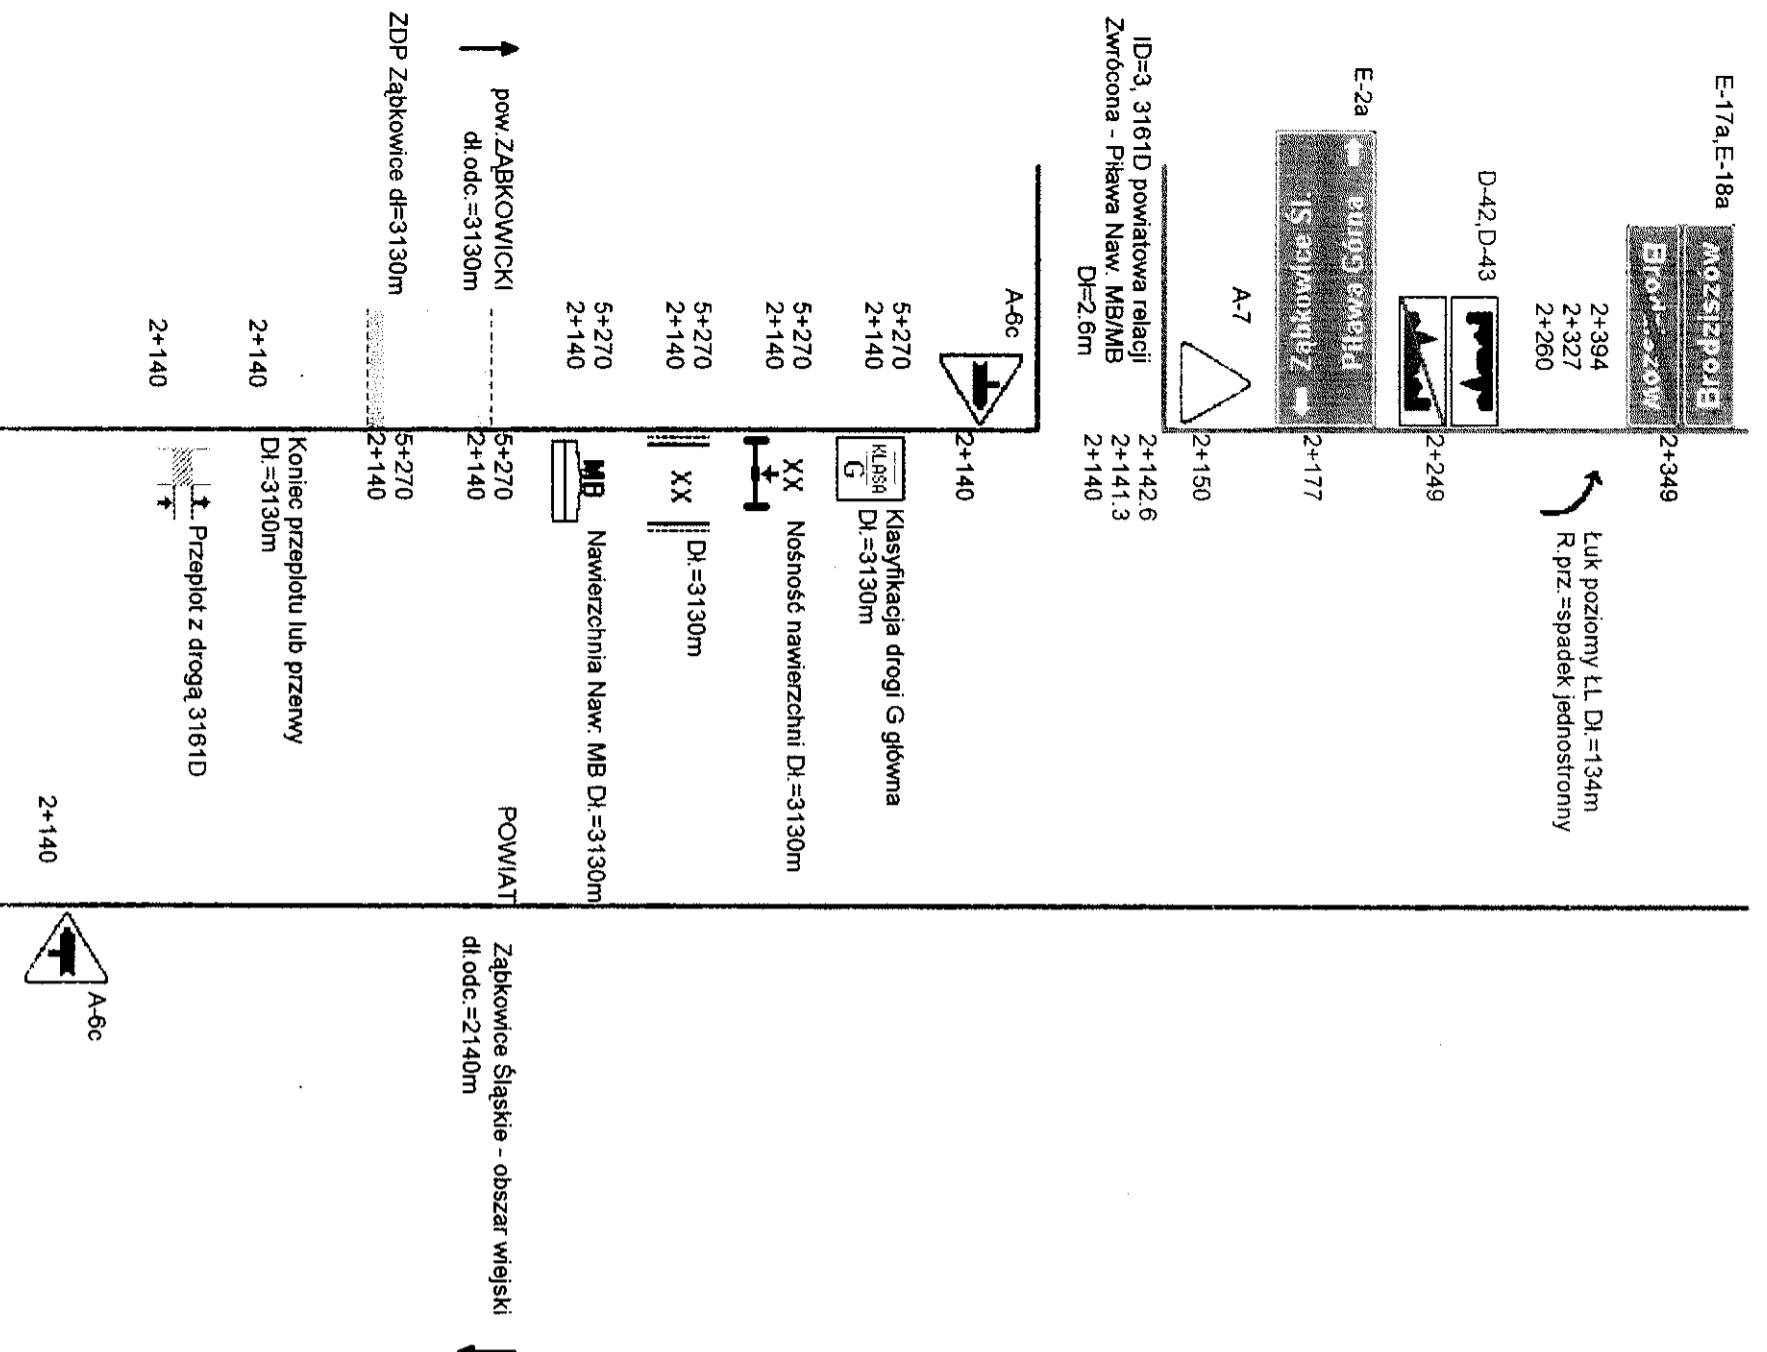 E-17a,E-18a
Brodiszów
2+349
2+394
2+327
2+260
Łuk poziomy ŁL Dł.=134m
R.prz.=spadek jednostronny
D-42,D-43
2+249
E-2a
Piława Górna
Ząbkowice Śl.
2+177
A-7
2+150
ID=3, 3161D powiatowa relacji
Zwrócona - Piława Naw. MB/MB
Dł=2.6m
2+142.6
2+141.3
2+140
A-6c
2+140
5+270
2+140
KLASA
G
Klasyfikacja drogi G główna
Dł.=3130m
5+270
2+140
XX
Nośność nawierzchni Dł.=3130m
5+270
2+140
XX
Dł.=3130m
5+270
2+140
MB
Nawierzchnia Naw. MB Dł.=3130m
pow.ZĄBKOWICKI
dł.odc.=3130m
5+270
2+140
POWIAT
Ząbkowice Śląskie - obszar wiejski
dł.odc.=2140m
ZDP Ząbkowice dł=3130m
5+270
2+140
2+140
Koniec przeplotu lub przerwy
Dł.=3130m
2+140
Przeplot z drogą 3161D
2+140
A-6c